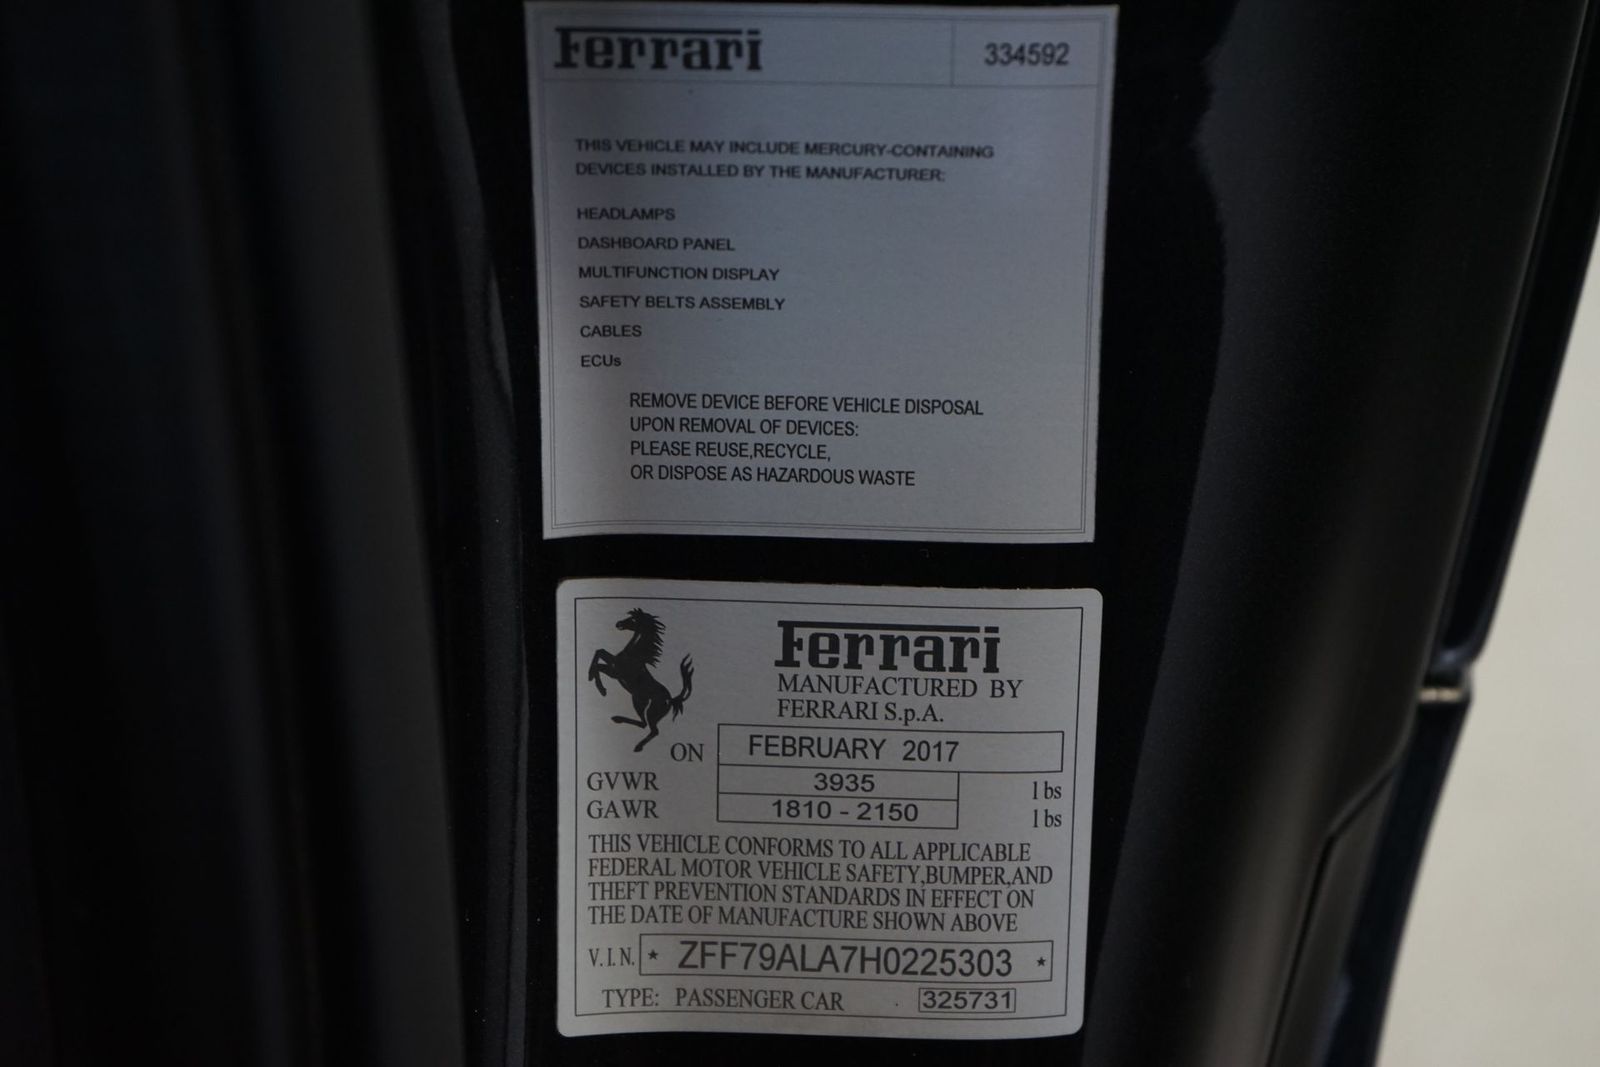 Ferrari 334592
THIS VEHICLE MAY INCLUDE MERCURY-CONTAINING
DEVICES INSTALLED BY THE MANUFACTURER:
HEADLAMPS
DASHBOARD PANEL
MULTIFUNCTION DISPLAY
SAFETY BELTS ASSEMBLY
CABLES
ECUs
REMOVE DEVICE BEFORE VEHICLE DISPOSAL
UPON REMOVAL OF DEVICES:
PLEASE REUSE,RECYCLE,
OR DISPOSE AS HAZARDOUS WASTE
Ferrari
MANUFACTURED BY
FERRARI S.p.A.
ON FEBRUARY 2017
GVWR 3935 lbs
GAWR 1810 - 2150 lbs
THIS VEHICLE CONFORMS TO ALL APPLICABLE
FEDERAL MOTOR VEHICLE SAFETY,BUMPER,AND
THEFT PREVENTION STANDARDS IN EFFECT ON
THE DATE OF MANUFACTURE SHOWN ABOVE
V.I.N. * ZFF79ALA7H0225303 *
TYPE: PASSENGER CAR . 325731